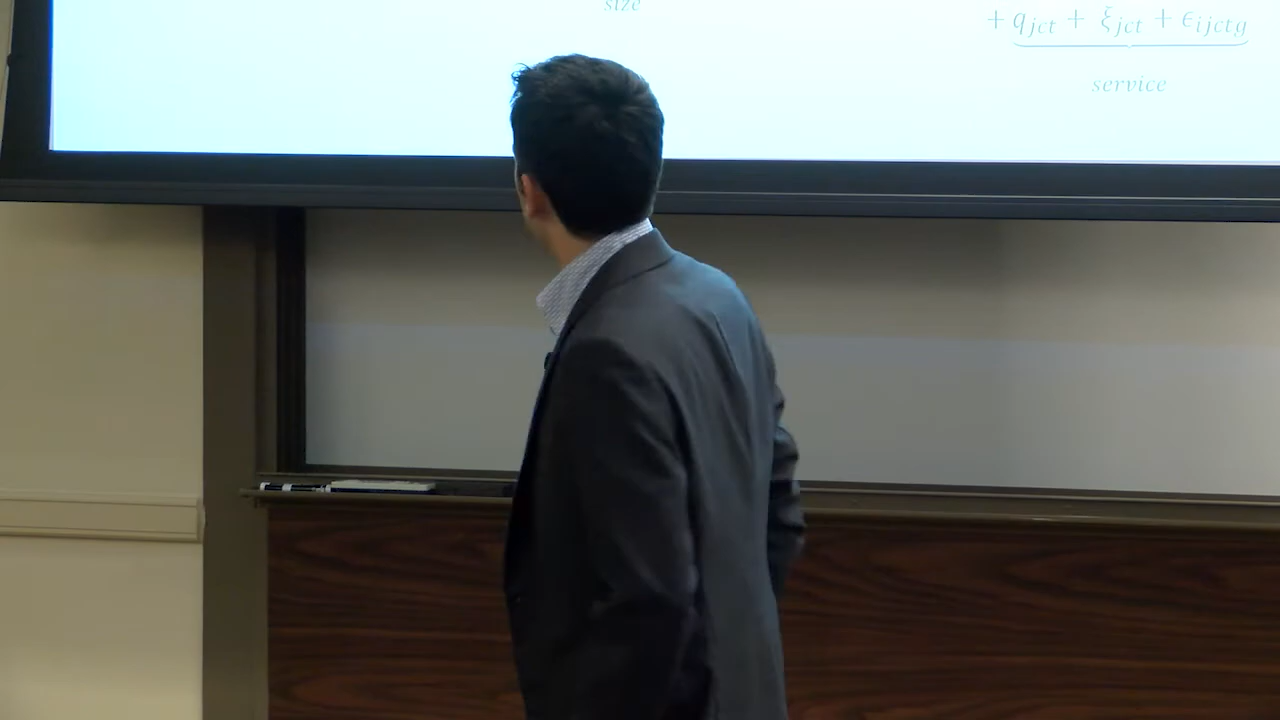 size
+ q_{jct} + ξ_{jct} + ϵ_{ijctg}
service